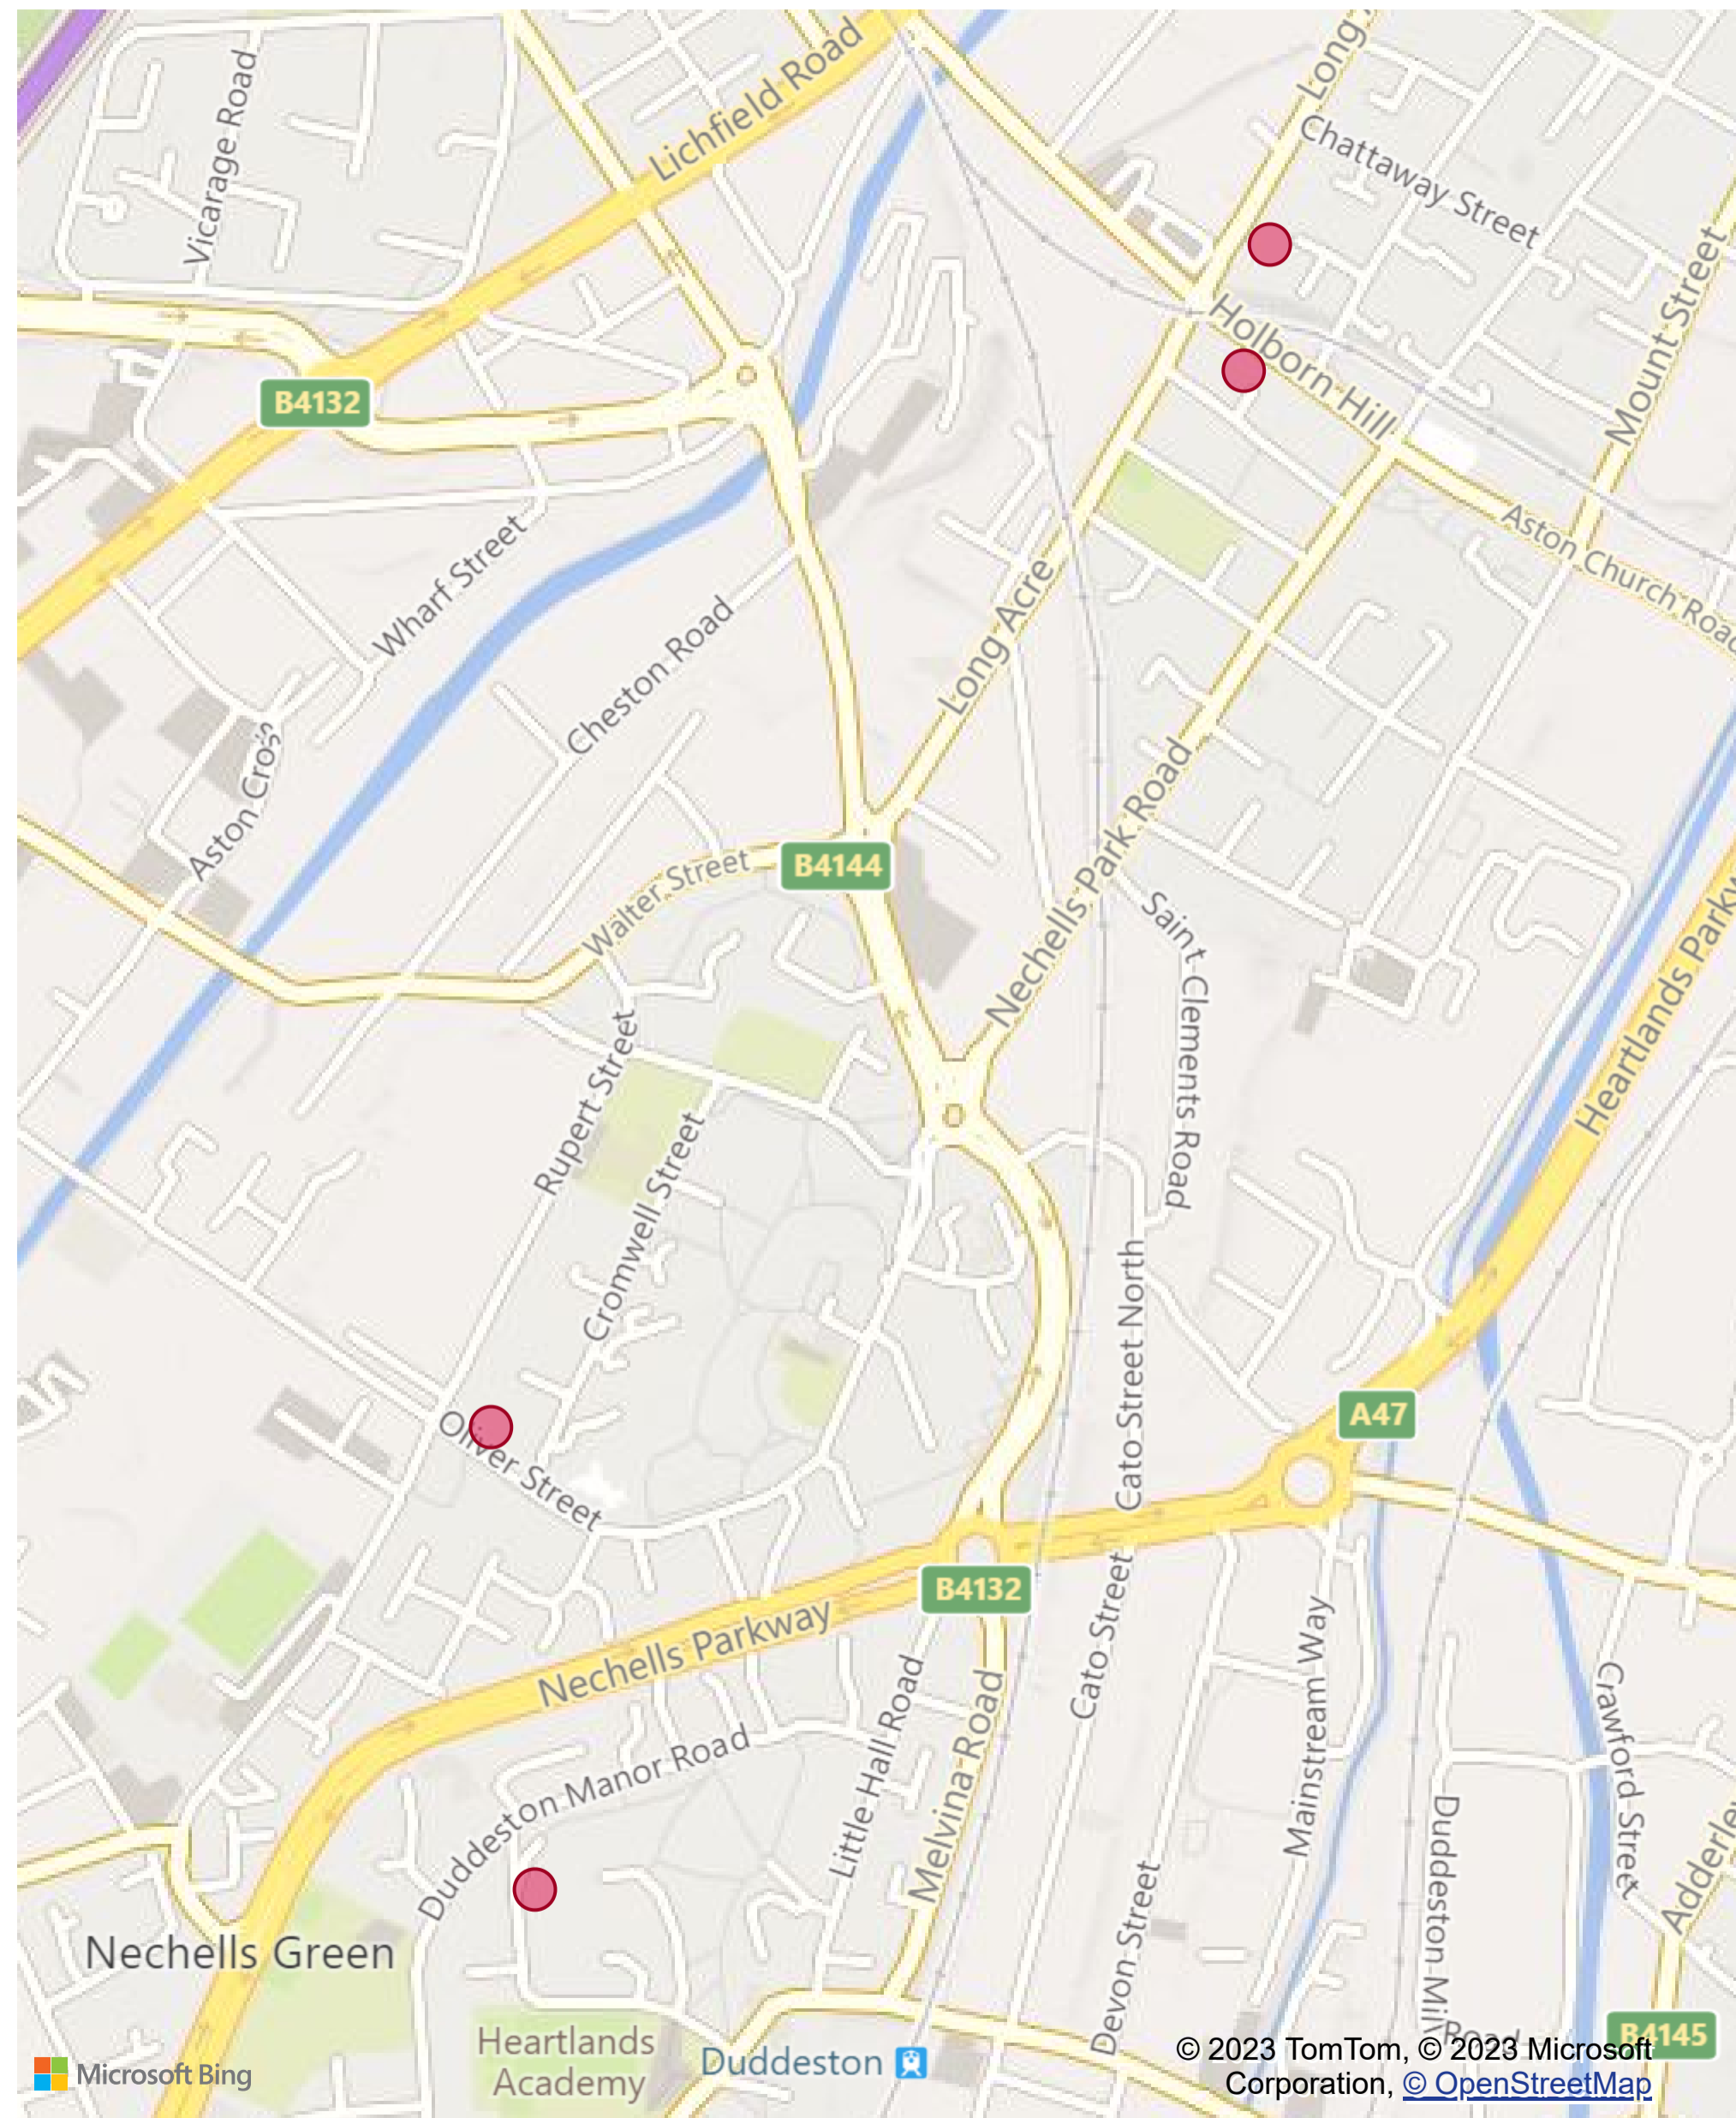 Long
Lichfield Road
Vicarage Road
Chattaway Street
Holborn Hill
Mount Street
B4132
Aston Church Road
Wharf Street
Long Acre
Cheston Road
Aston Cross
Nechells Park Road
B4144
Walter Street
Saint Clements Road
Heartlands Parkw
Rupert Street
Cromwell Street
Cato Street North
A47
Oliver Street
B4132
Nechells Parkway
Cato Street
Mainstream Way
Little Hall Road
Melvina Road
Crawford Street
Duddeston Manor Road
Duddeston Mill Road
Adderle
Devon Street
Nechells Green
Heartlands
Academy
Duddeston
B4145
Microsoft Bing
© 2023 TomTom, © 2023 Microsoft
Corporation, © OpenStreetMap